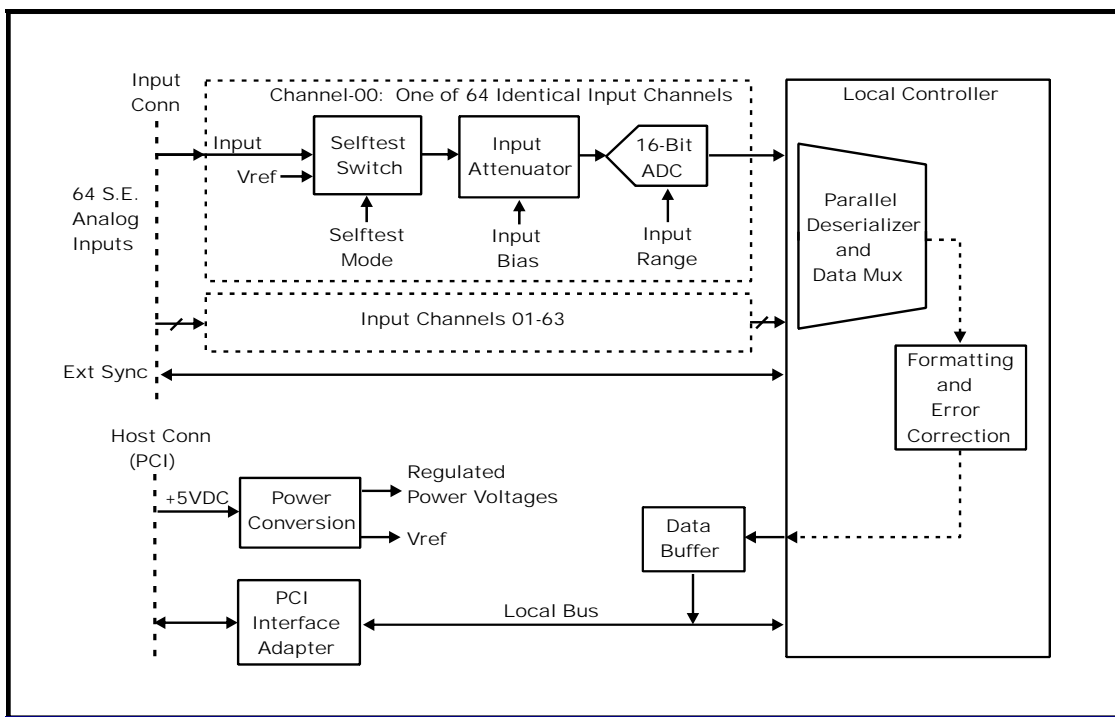 Input
Conn
Channel-00: One of 64 Identical Input Channels
Local Controller
Input
Vref
Selftest
Switch
Input
Attenuator
16-Bit
ADC
64 S.E.
Analog
Inputs
Selftest
Mode
Input
Bias
Input
Range
Parallel
Deserializer
and
Data Mux
Input Channels 01-63
Ext Sync
Formatting
and
Error
Correction
Host Conn
(PCI)
+5VDC
Power
Conversion
Regulated
Power Voltages
Vref
Data
Buffer
PCI
Interface
Adapter
Local Bus